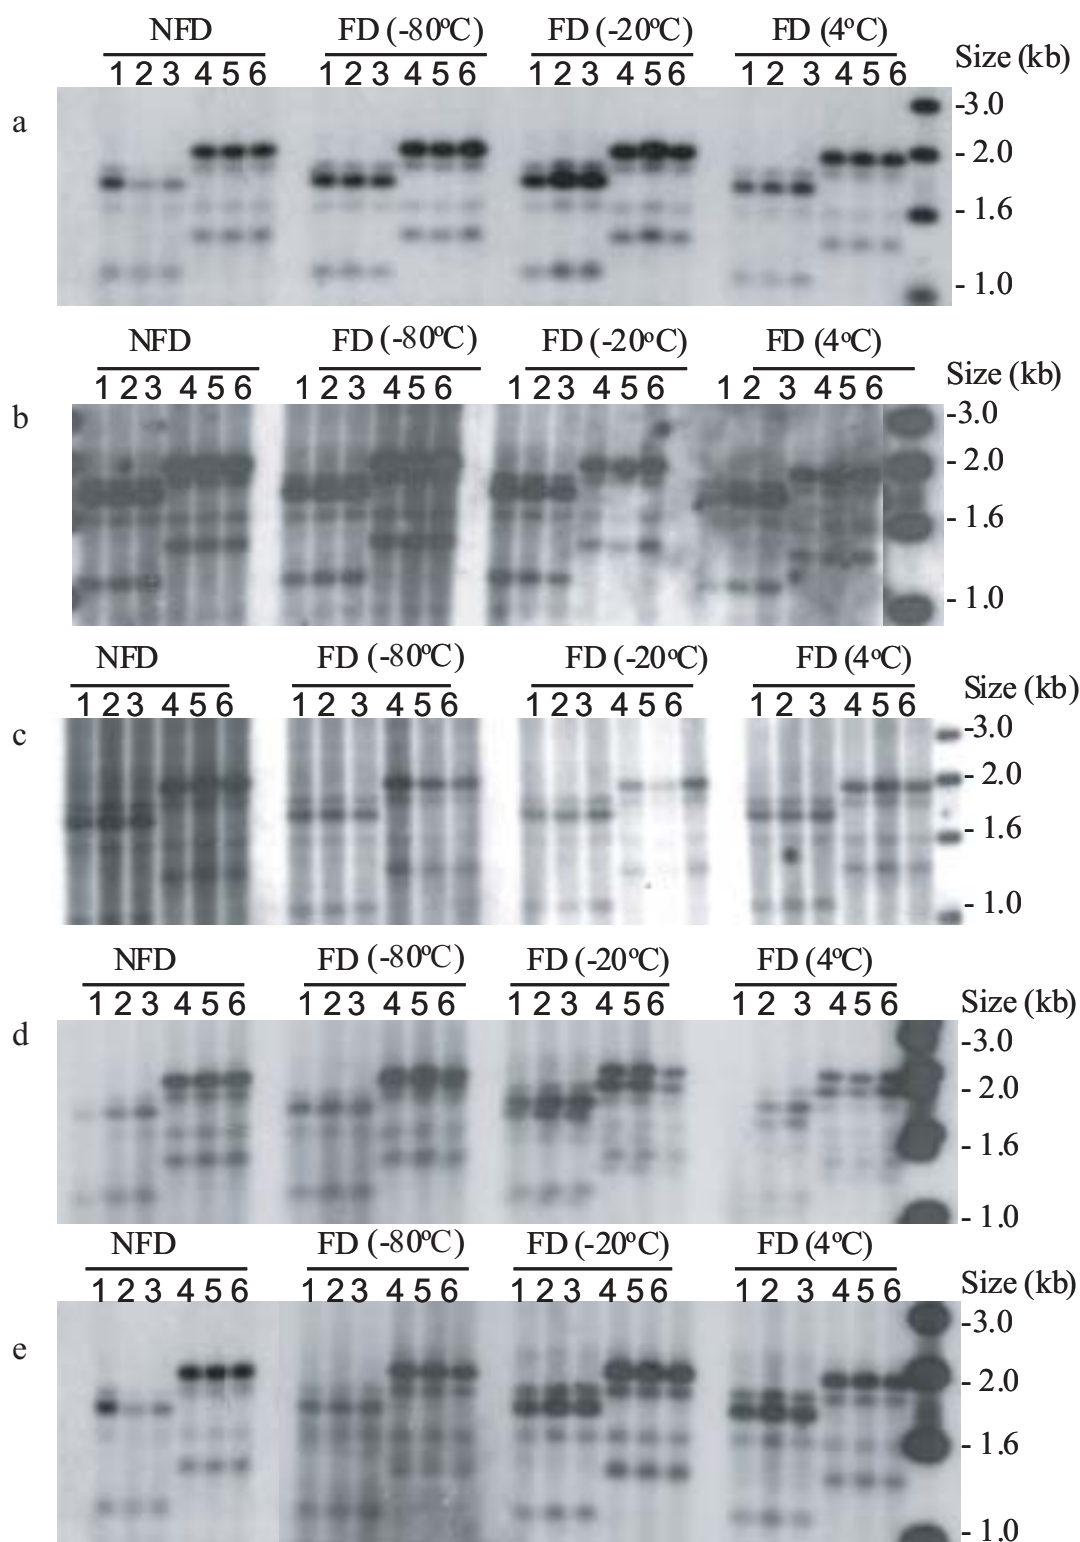 NFD FD (-80ºC) FD (-20ºC) FD (4ºC)
Size (kb)
1 2 3 4 5 6 1 2 3 4 5 6 1 2 3 4 5 6 1 2 3 4 5 6
a
-3.0
- 2.0
- 1.6
- 1.0
NFD FD (-80ºC) FD (-20ºC) FD (4ºC)
Size (kb)
1 2 3 4 5 6 1 2 3 4 5 6 1 2 3 4 5 6 1 2 3 4 5 6
b
-3.0
- 2.0
- 1.6
- 1.0
NFD FD (-80ºC) FD (-20ºC) FD (4ºC)
Size (kb)
1 2 3 4 5 6 1 2 3 4 5 6 1 2 3 4 5 6 1 2 3 4 5 6
c
-3.0
- 2.0
- 1.6
- 1.0
NFD FD (-80ºC) FD (-20ºC) FD (4ºC)
Size (kb)
1 2 3 4 5 6 1 2 3 4 5 6 1 2 3 4 5 6 1 2 3 4 5 6
d
-3.0
- 2.0
- 1.6
- 1.0
NFD FD (-80ºC) FD (-20ºC) FD (4ºC)
Size (kb)
1 2 3 4 5 6 1 2 3 4 5 6 1 2 3 4 5 6 1 2 3 4 5 6
e
-3.0
- 2.0
- 1.6
- 1.0